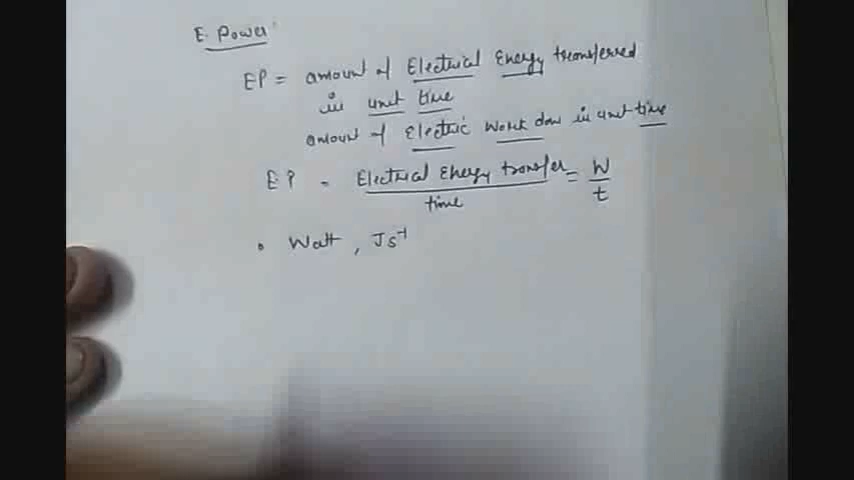 E. Power
EP = amount of Electrical Energy transferred
in unit time
amount of Electric Work don in unit time
E.P = Electrical Energy transfer / time = W / t
• Watt, Js⁻¹